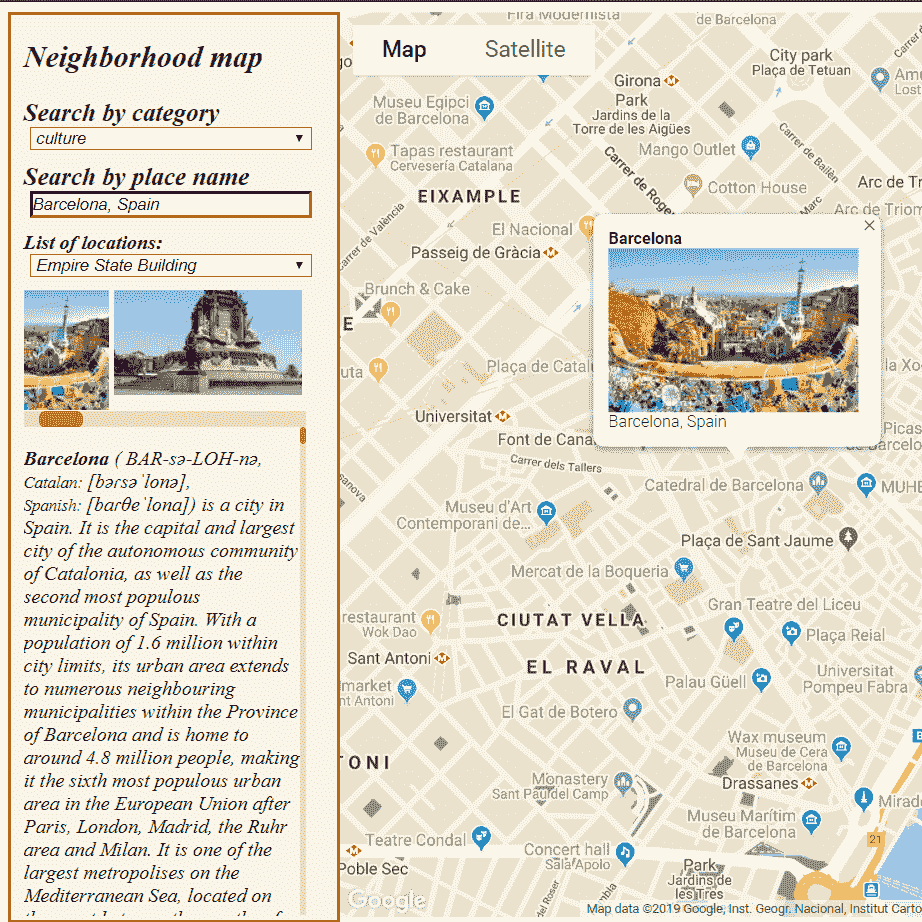 Neighborhood map
Search by category
culture
Search by place name
Barcelona, Spain
List of locations:
Empire State Building
Barcelona ( BAR-sə-LOH-nə,
Catalan: [bərsəˈlonə],
Spanish: [barθeˈlona]) is a city in
Spain. It is the capital and largest
city of the autonomous community
of Catalonia, as well as the
second most populous
municipality of Spain. With a
population of 1.6 million within
city limits, its urban area extends
to numerous neighbouring
municipalities within the Province
of Barcelona and is home to
around 4.8 million people, making
it the sixth most populous urban
area in the European Union after
Paris, London, Madrid, the Ruhr
area and Milan. It is one of the
largest metropolises on the
Mediterranean Sea, located on
Map
Satellite
Fira Modernista
de Barcelona
City park
Plaça de Tetuan
Girona
Park
Jardins de la
Torre de les Aigües
Museu Egipci
de Barcelona
Mango Outlet
Carrer de Bailèn
Tapas restaurant
Cervesería Catalana
Carrer de Roger
Cotton House
Arc de Tr
Arc de Triom
Marc
EIXAMPLE
Carrer de València
El Nacional
Passeig de Gràcia
Barcelona
Barcelona, Spain
Brunch & Cake
E
uta
Plaça de Catalu
la Xo
Universitat
Font de Cana
Carrer dels Tallers
Picas
de Barcelona
Catedral de Barcelona
MUHB
Museu d'Art
Contemporani de...
Plaça de Sant Jaume
Mercat de la Boqueria
Gran Teatre del Liceu
restaurant
Wok Dao
CIUTAT VELLA
Plaça Reial
Sant Antoni
EL RAVAL
market
nt Antoni
Palau Güell
Universitat
Pompeu Fabra
El Gat de Botero
Wax museum
Museu de Cera
de Barcelona
TONI
Monastery
Sant Pau del Camp
Drassanes
Mirado
Museu Marítim
de Barcelona
Teatre Condal
21
Concert hall
Sala Apolo
Poble Sec
Park
Jardins de
les Tres
Google
Map data ©2019 Google, Inst. Geogr. Nacional, Institut Carto